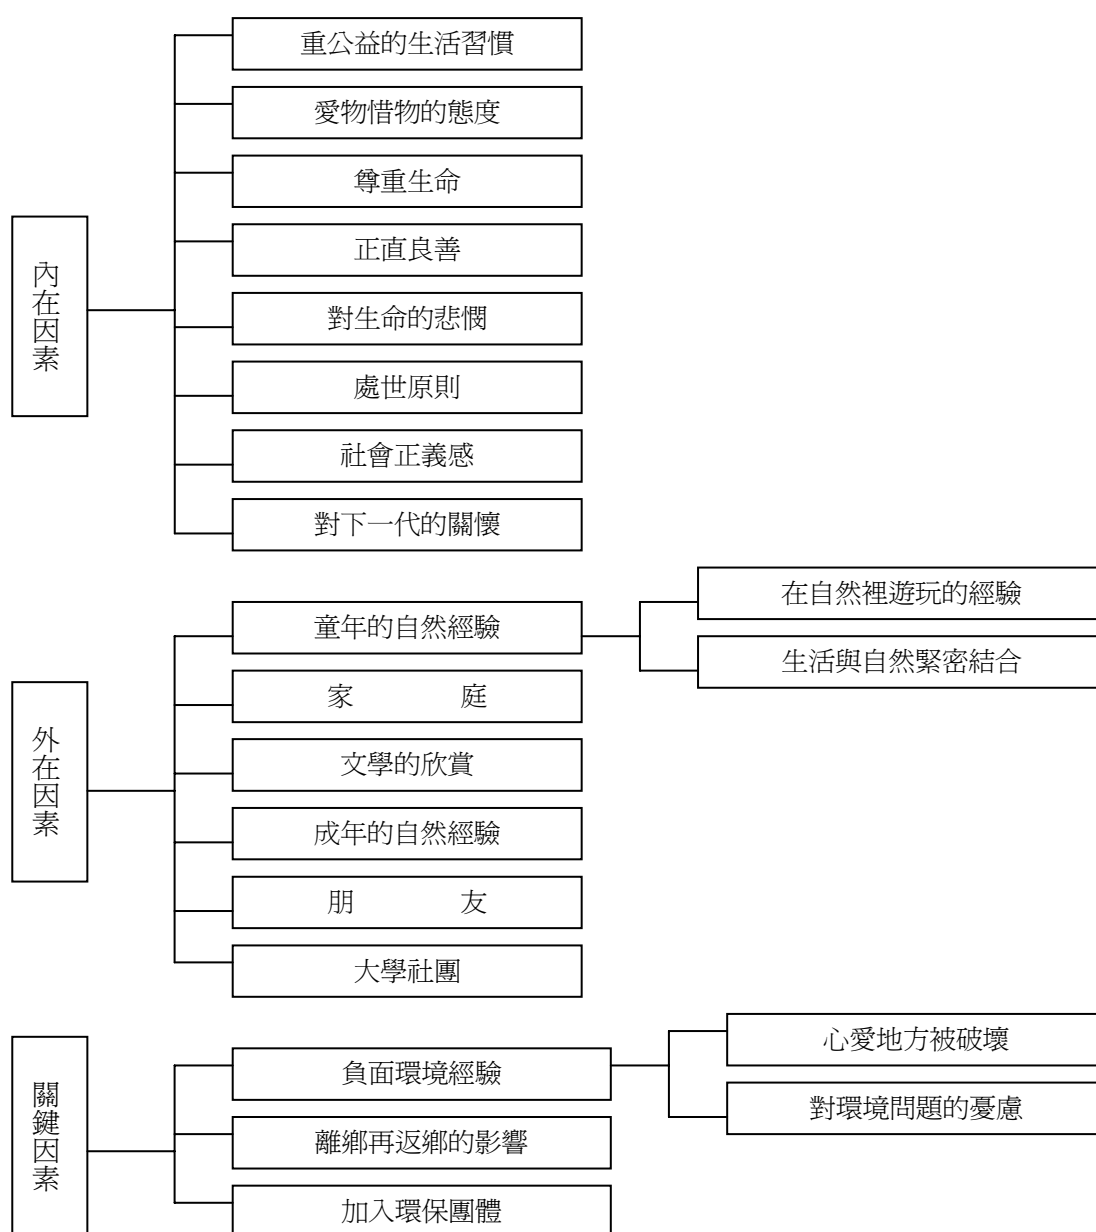 內在因素
重公益的生活習慣
愛物惜物的態度
尊重生命
正直良善
對生命的悲憫
處世原則
社會正義感
對下一代的關懷
外在因素
童年的自然經驗
在自然裡遊玩的經驗
生活與自然緊密結合
家 庭
文學的欣賞
成年的自然經驗
朋 友
大學社團
關鍵因素
負面環境經驗
心愛地方被破壞
對環境問題的憂慮
離鄉再返鄉的影響
加入環保團體